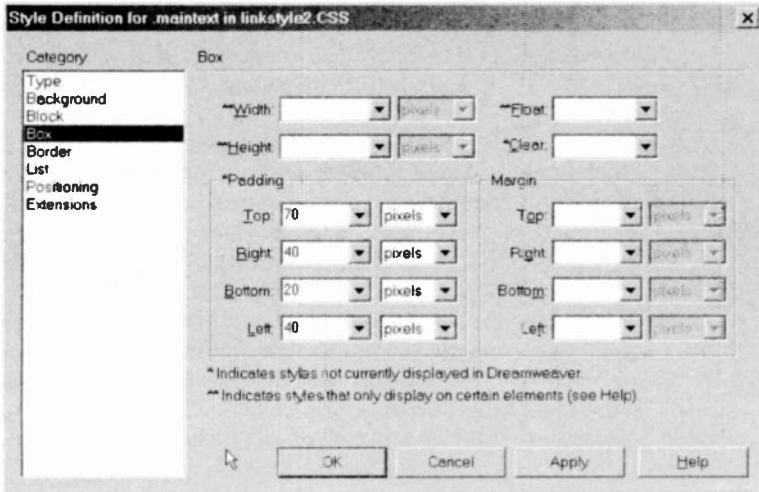 Style Definition for .maintext in linkstyle2.CSS
Category
Box
Type
Background
Block
Box
Border
List
Positioning
Extensions
**Width: pixels **Float:
**Height: pixels *Clear:
*Padding Margin
Top: 70 pixels Top: pixels
Right: 40 pixels Right: pixels
Bottom: 20 pixels Bottom: pixels
Left: 40 pixels Left: pixels
* Indicates styles not currently displayed in Dreamweaver.
** Indicates styles that only display on certain elements (see Help)
OK Cancel Apply Help